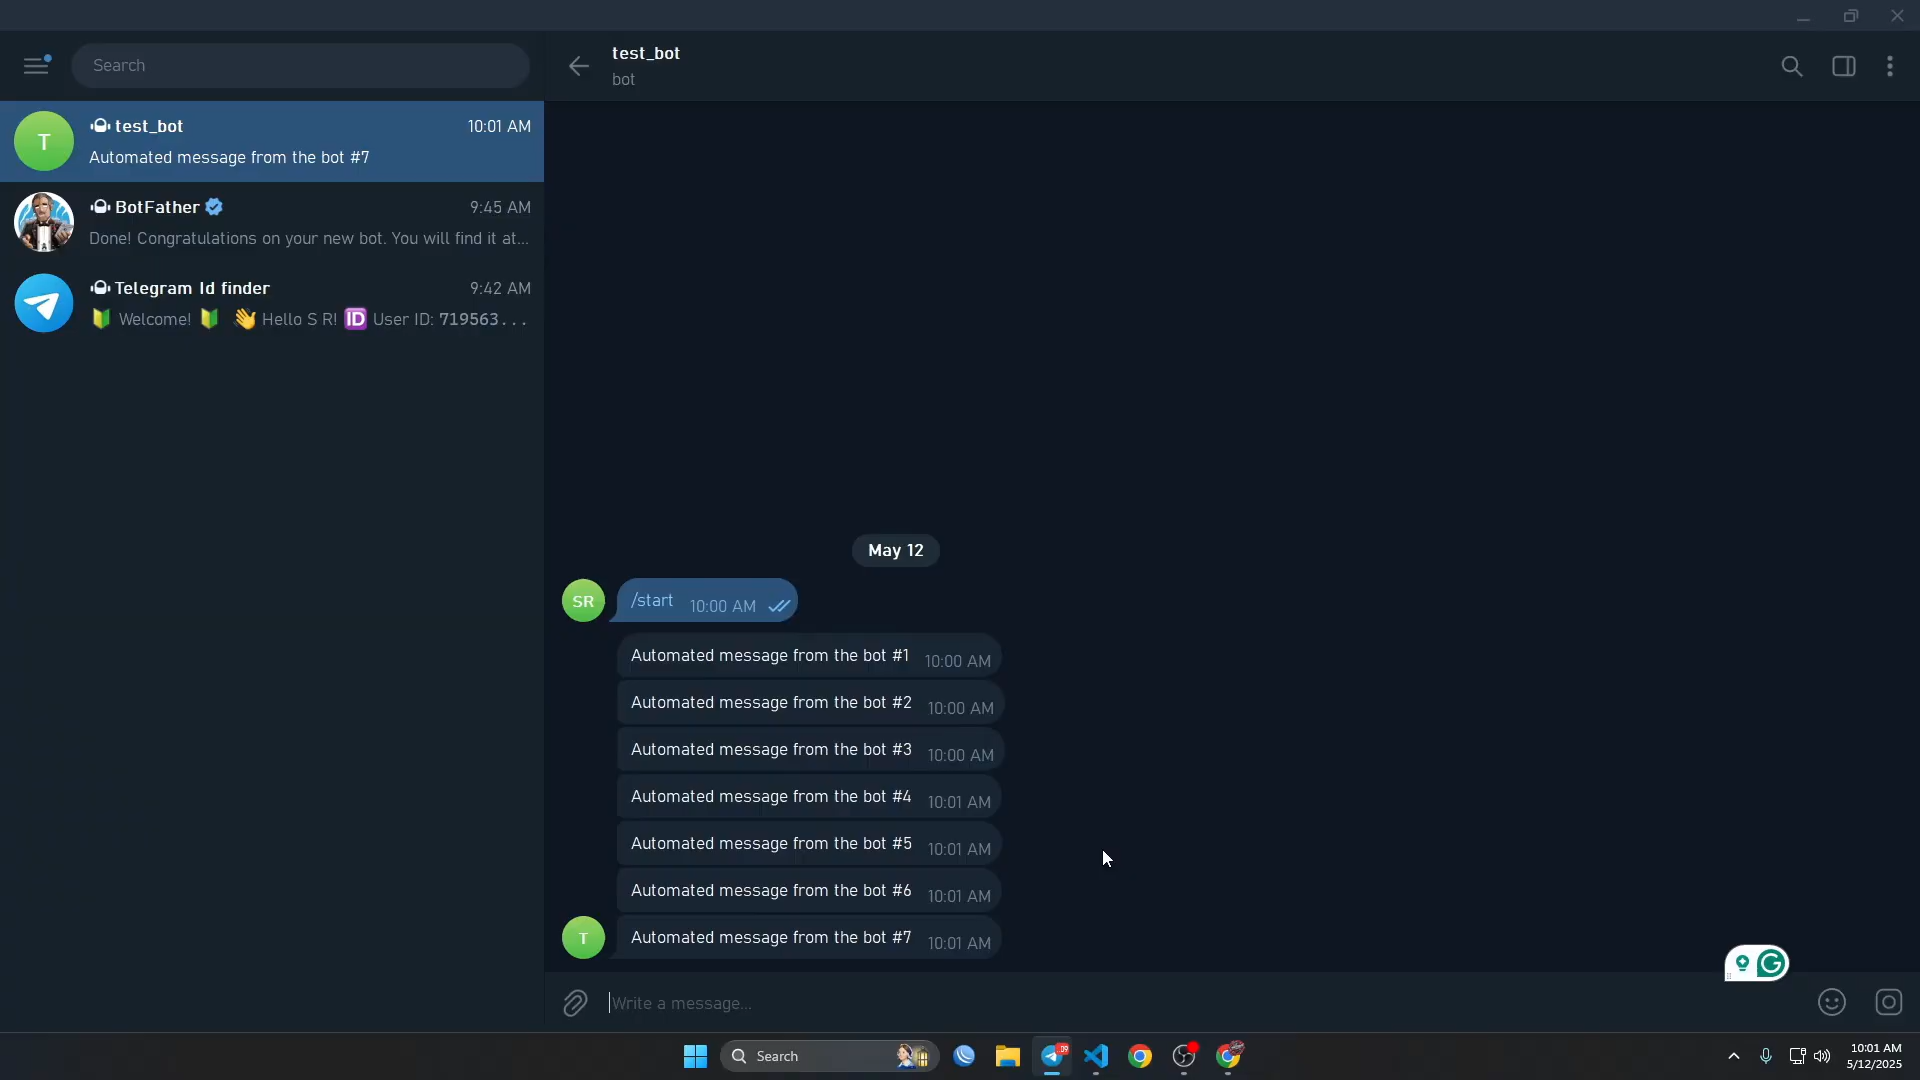 Search
test_bot
bot
T
test_bot
10:01 AM
Automated message from the bot #7
BotFather
9:45 AM
Done! Congratulations on your new bot. You will find it at...
Telegram Id finder
9:42 AM
🔰 Welcome! 🔰 👋 Hello S R! 🆔 User ID: 719563...
May 12
SR
/start 10:00 AM
Automated message from the bot #1 10:00 AM
Automated message from the bot #2 10:00 AM
Automated message from the bot #3 10:00 AM
Automated message from the bot #4 10:01 AM
Automated message from the bot #5 10:01 AM
Automated message from the bot #6 10:01 AM
T
Automated message from the bot #7 10:01 AM
Write a message...
Search
10:01 AM
5/12/2025